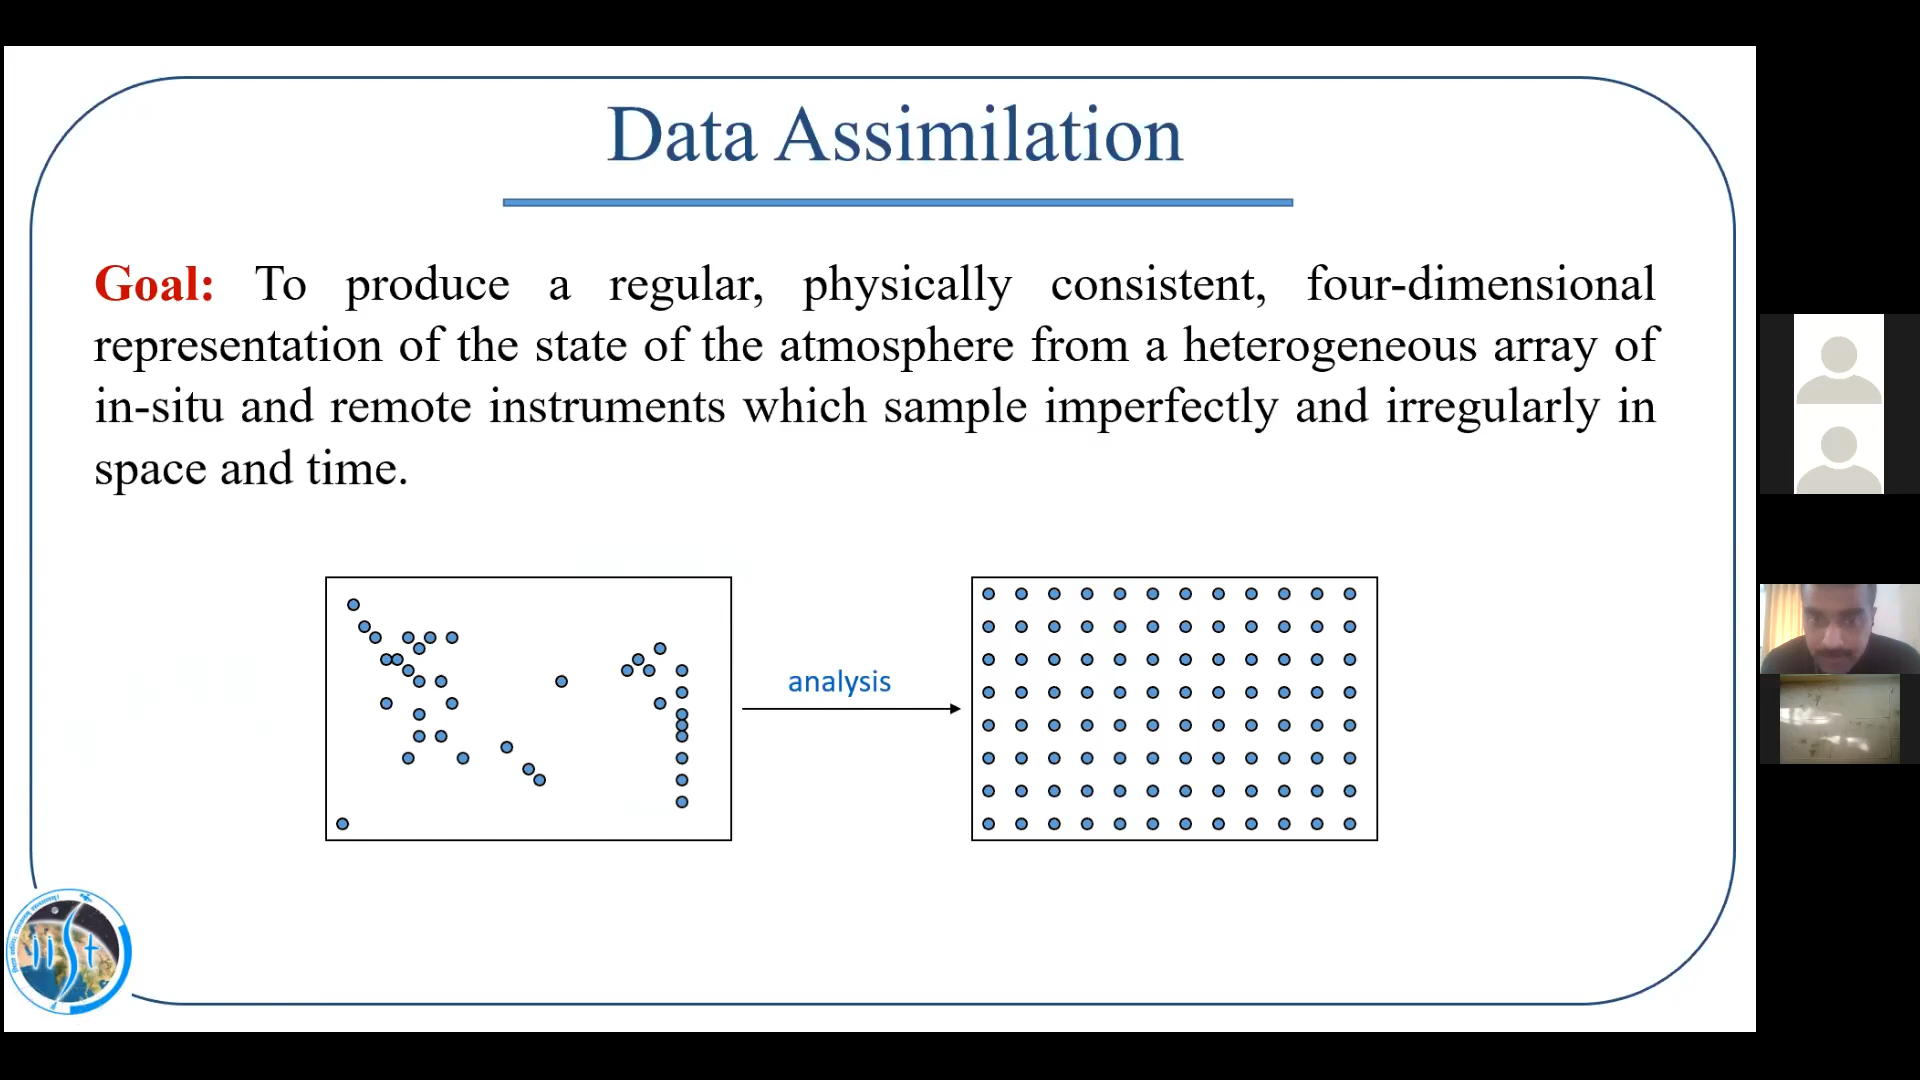 Data Assimilation
Goal: To produce a regular, physically consistent, four-dimensional
representation of the state of the atmosphere from a heterogeneous array of
in-situ and remote instruments which sample imperfectly and irregularly in
space and time.
analysis
iist